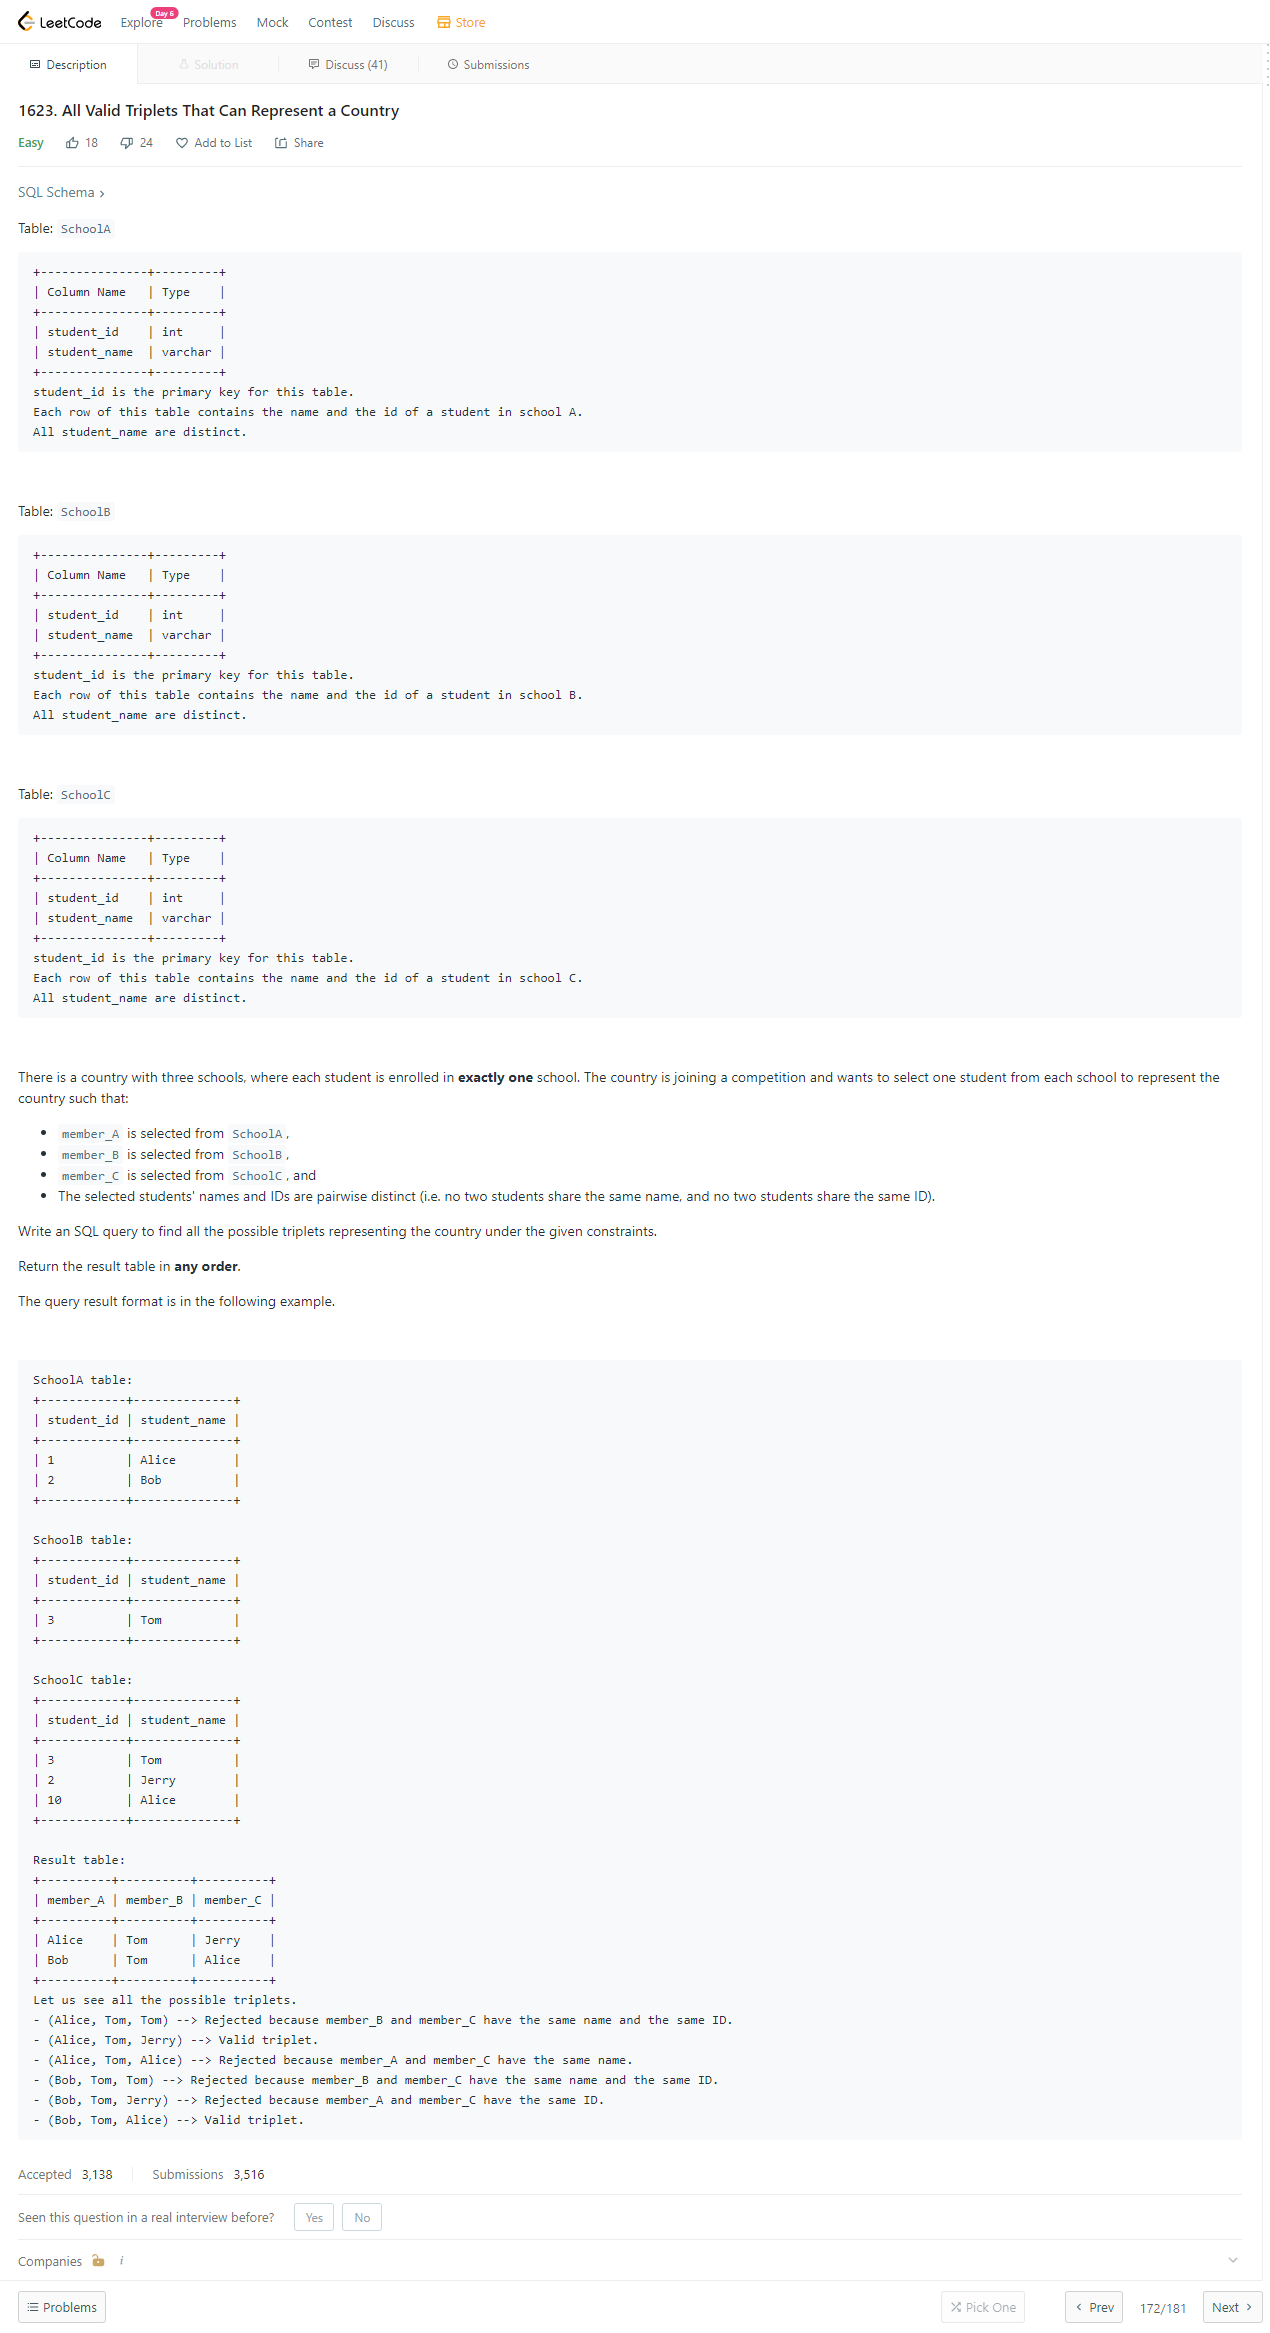 LeetCode Explore Day 6 Problems Mock Contest Discuss Store
Description Solution Discuss (41) Submissions
1623. All Valid Triplets That Can Represent a Country
Easy 18 24 Add to List Share
SQL Schema >
Table: SchoolA
+---------------+---------+
| Column Name   | Type    |
+---------------+---------+
| student_id    | int     |
| student_name  | varchar |
+---------------+---------+
student_id is the primary key for this table.
Each row of this table contains the name and the id of a student in school A.
All student_name are distinct.
Table: SchoolB
+---------------+---------+
| Column Name   | Type    |
+---------------+---------+
| student_id    | int     |
| student_name  | varchar |
+---------------+---------+
student_id is the primary key for this table.
Each row of this table contains the name and the id of a student in school B.
All student_name are distinct.
Table: SchoolC
+---------------+---------+
| Column Name   | Type    |
+---------------+---------+
| student_id    | int     |
| student_name  | varchar |
+---------------+---------+
student_id is the primary key for this table.
Each row of this table contains the name and the id of a student in school C.
All student_name are distinct.
There is a country with three schools, where each student is enrolled in exactly one school. The country is joining a competition and wants to select one student from each school to represent the
country such that:
• member_A is selected from SchoolA,
• member_B is selected from SchoolB,
• member_C is selected from SchoolC, and
• The selected students' names and IDs are pairwise distinct (i.e. no two students share the same name, and no two students share the same ID).
Write an SQL query to find all the possible triplets representing the country under the given constraints.
Return the result table in any order.
The query result format is in the following example.
SchoolA table:
+------------+--------------+
| student_id | student_name |
+------------+--------------+
| 1          | Alice        |
| 2          | Bob          |
+------------+--------------+
SchoolB table:
+------------+--------------+
| student_id | student_name |
+------------+--------------+
| 3          | Tom          |
+------------+--------------+
SchoolC table:
+------------+--------------+
| student_id | student_name |
+------------+--------------+
| 3          | Tom          |
| 2          | Jerry        |
| 10         | Alice        |
+------------+--------------+
Result table:
+----------+----------+----------+
| member_A | member_B | member_C |
+----------+----------+----------+
| Alice    | Tom      | Jerry    |
| Bob      | Tom      | Alice    |
+----------+----------+----------+
Let us see all the possible triplets.
- (Alice, Tom, Tom) --> Rejected because member_B and member_C have the same name and the same ID.
- (Alice, Tom, Jerry) --> Valid triplet.
- (Alice, Tom, Alice) --> Rejected because member_A and member_C have the same name.
- (Bob, Tom, Tom) --> Rejected because member_B and member_C have the same name and the same ID.
- (Bob, Tom, Jerry) --> Rejected because member_A and member_C have the same ID.
- (Bob, Tom, Alice) --> Valid triplet.
Accepted 3,138 Submissions 3,516
Seen this question in a real interview before? Yes No
Companies i
Problems Pick One < Prev 172/181 Next >